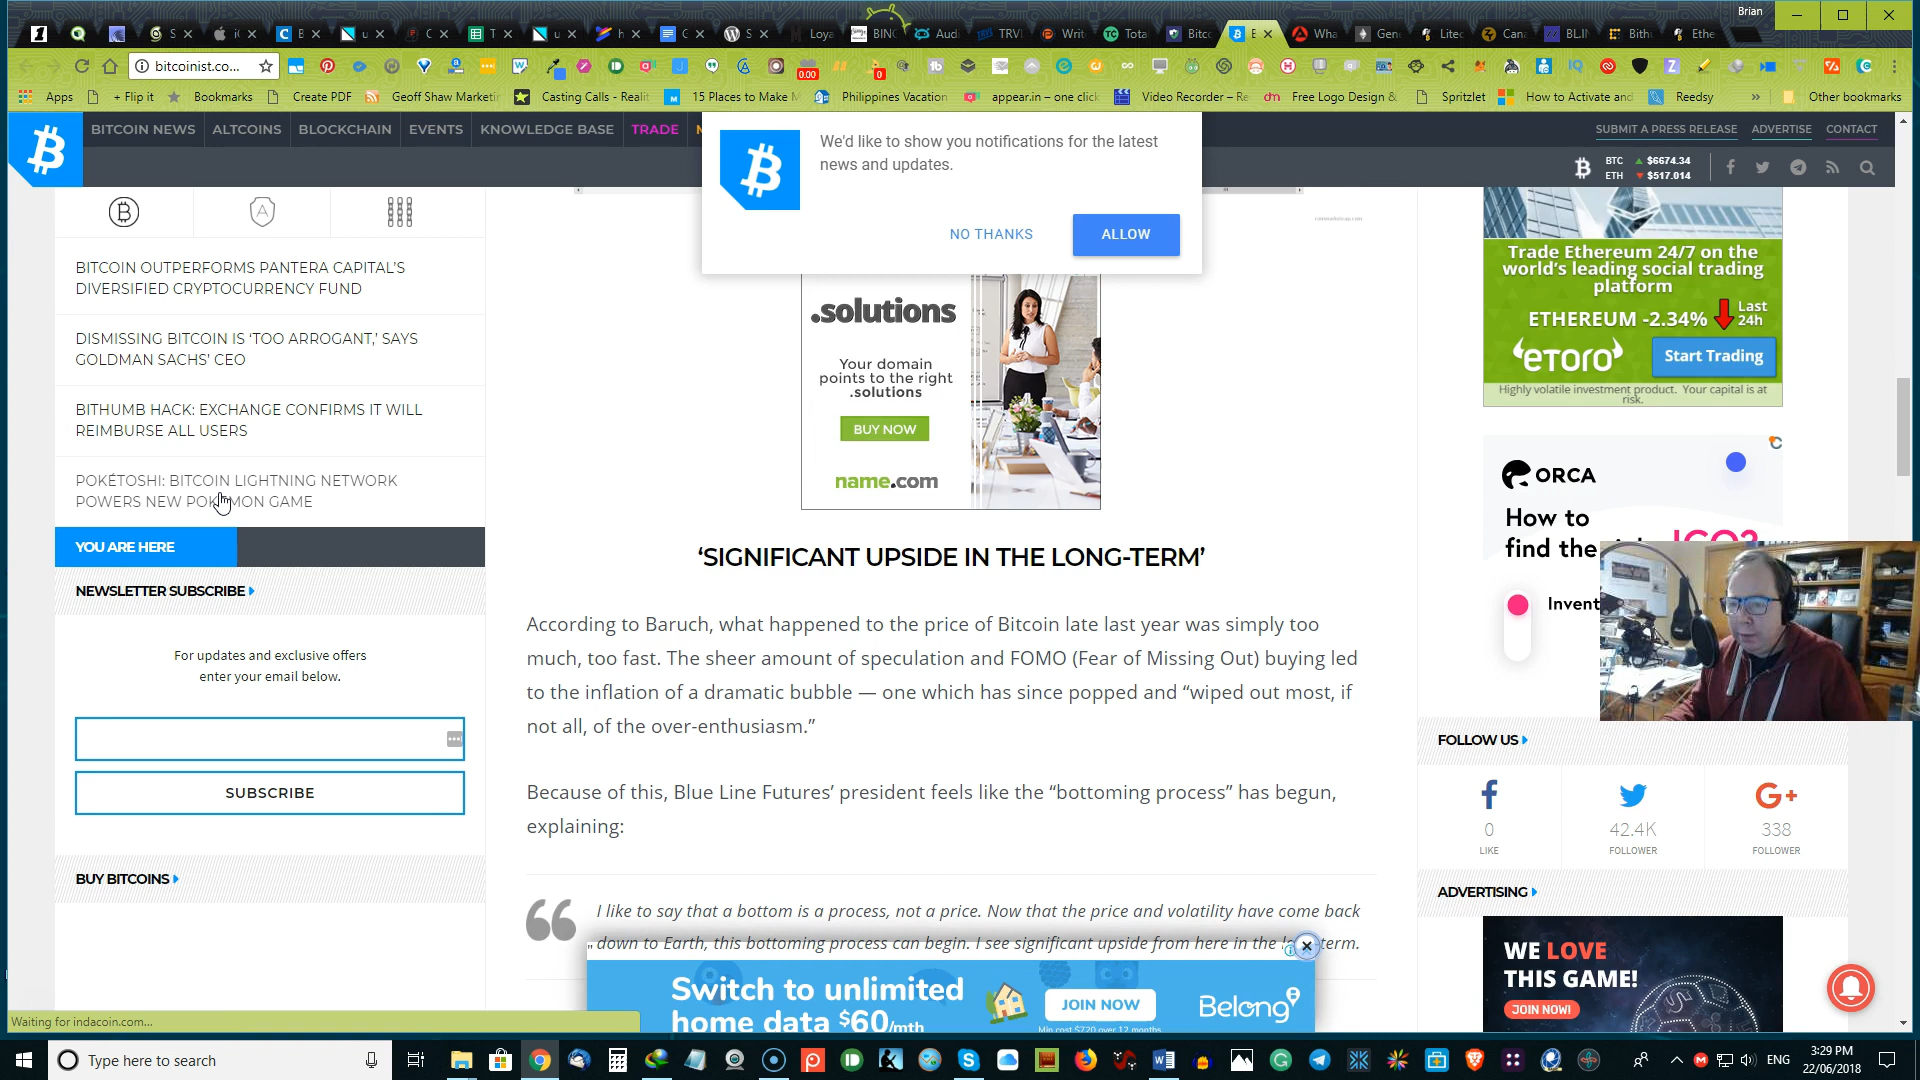 Brian
bitcoinist.co...
0.00
0
Apps
+ Flip it
Bookmarks
Create PDF
Geoff Shaw Marketin
Casting Calls - Realit
15 Places to Make M
Philippines Vacation
appear.in – one click
Video Recorder – Re
Free Logo Design &
Spritzlet
How to Activate and
Reedsy
»
Other bookmarks
BITCOIN NEWS
ALTCOINS
BLOCKCHAIN
EVENTS
KNOWLEDGE BASE
TRADE
SUBMIT A PRESS RELEASE
ADVERTISE
CONTACT
BTC $6674.34
ETH $517.014
We'd like to show you notifications for the latest
news and updates.
NO THANKS
ALLOW
BITCOIN OUTPERFORMS PANTERA CAPITAL’S
DIVERSIFIED CRYPTOCURRENCY FUND
DISMISSING BITCOIN IS ‘TOO ARROGANT,’ SAYS
GOLDMAN SACHS’ CEO
BITHUMB HACK: EXCHANGE CONFIRMS IT WILL
REIMBURSE ALL USERS
POKÉTOSHI: BITCOIN LIGHTNING NETWORK
POWERS NEW POKÉMON GAME
YOU ARE HERE
NEWSLETTER SUBSCRIBE
For updates and exclusive offers
enter your email below.
SUBSCRIBE
BUY BITCOINS
Waiting for indacoin.com...
coinmarketcap.com
.solutions
Your domain
points to the right
.solutions
BUY NOW
name.com
‘SIGNIFICANT UPSIDE IN THE LONG-TERM’
According to Baruch, what happened to the price of Bitcoin late last year was simply too
much, too fast. The sheer amount of speculation and FOMO (Fear of Missing Out) buying led
to the inflation of a dramatic bubble — one which has since popped and “wiped out most, if
not all, of the over-enthusiasm.”
Because of this, Blue Line Futures’ president feels like the “bottoming process” has begun,
explaining:
I like to say that a bottom is a process, not a price. Now that the price and volatility have come back
down to Earth, this bottoming process can begin. I see significant upside from here in the long-term.
Switch to unlimited
home data $60/mth
JOIN NOW
Min cost $720 over 12 months
Belong
Trade Ethereum 24/7 on the
world’s leading social trading
platform
ETHEREUM -2.34% Last
24h
eToro
Start Trading
Highly volatile investment product. Your capital is at
risk.
ORCA
How to
find the
ICO?
Invent
FOLLOW US
0
LIKE
42.4K
FOLLOWER
G+
338
FOLLOWER
ADVERTISING
WE LOVE
THIS GAME!
JOIN NOW!
Type here to search
ENG
3:29 PM
22/06/2018